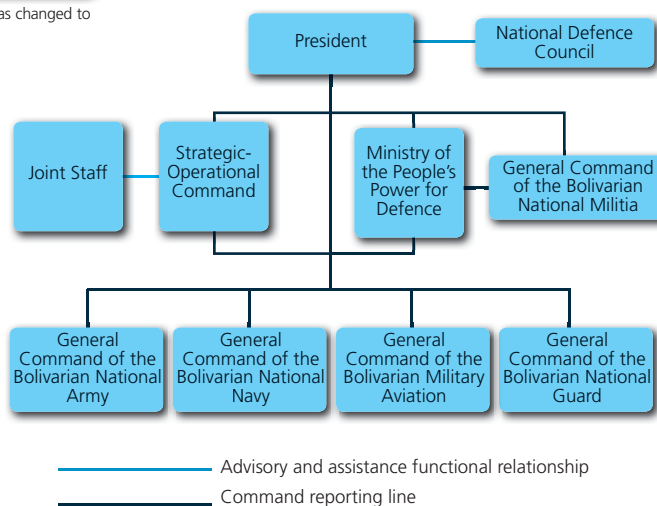 as changed to
President
National Defence
Council
Joint Staff
Strategic-
Operational
Command
Ministry of
the People’s
Power for
Defence
General Command
of the Bolivarian
National Militia
General
Command of the
Bolivarian National
Army
General
Command of the
Bolivarian National
Navy
General
Command of the
Bolivarian Military
Aviation
General
Command of the
Bolivarian National
Guard
Advisory and assistance functional relationship
Command reporting line